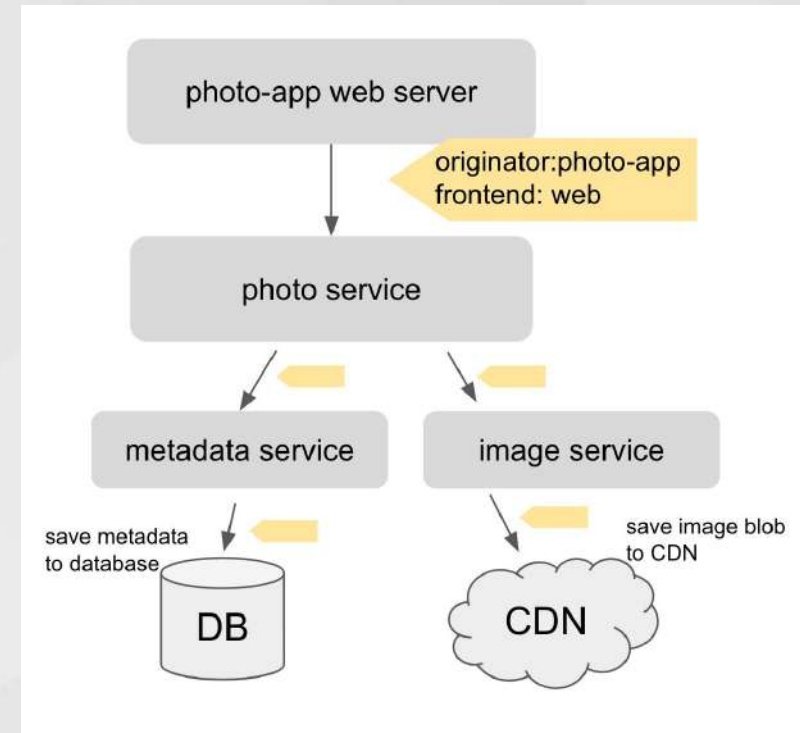 photo-app web server
originator:photo-app
frontend: web
photo service
metadata service
image service
save metadata
to database
save image blob
to CDN
DB
CDN